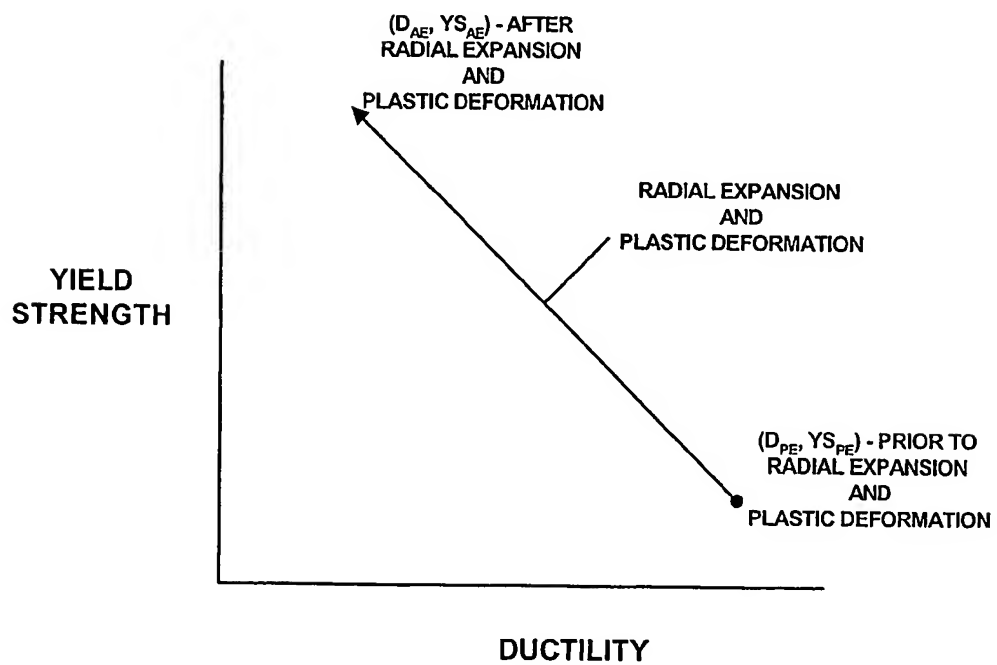 (D_AE, YS_AE) - AFTER
RADIAL EXPANSION
AND
PLASTIC DEFORMATION
RADIAL EXPANSION
AND
PLASTIC DEFORMATION
YIELD
STRENGTH
(D_PE, YS_PE) - PRIOR TO
RADIAL EXPANSION
AND
PLASTIC DEFORMATION
DUCTILITY